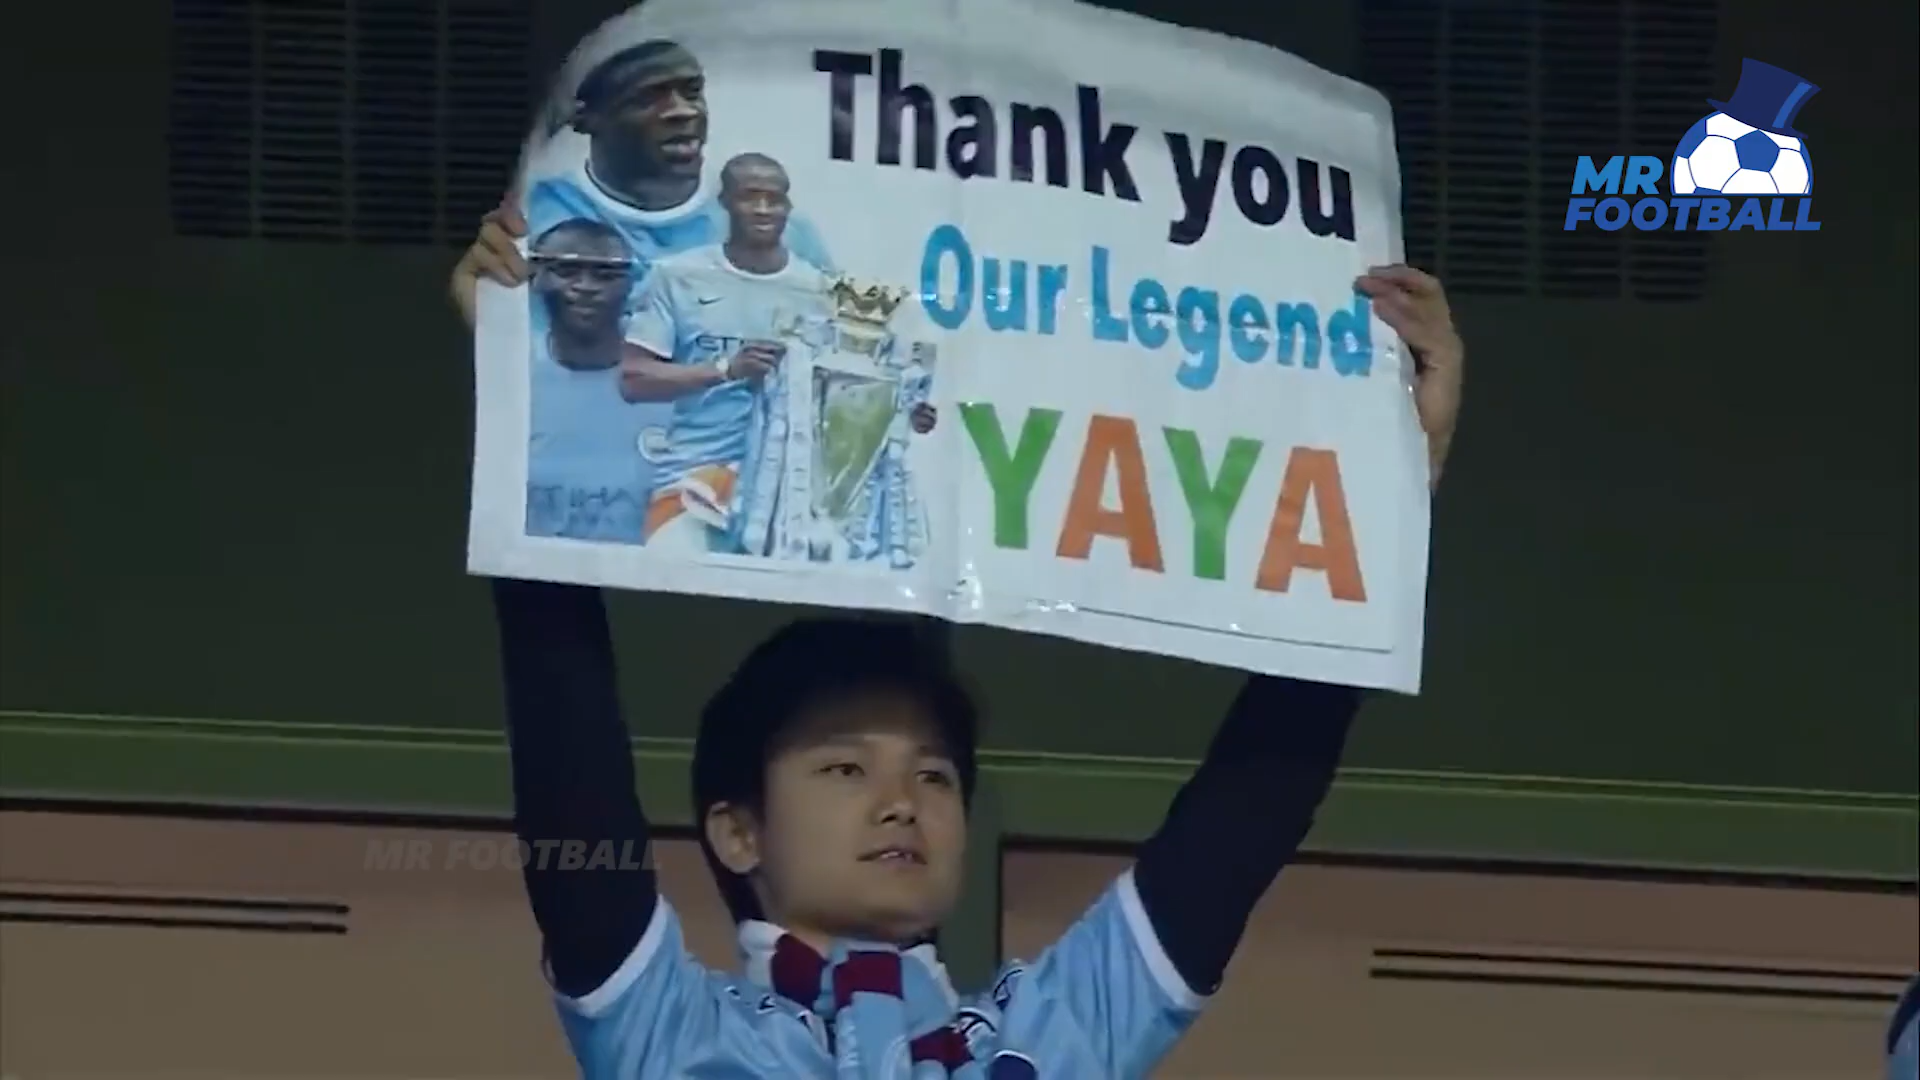 Thank you
Our Legend
YAYA
MR
FOOTBALL
MR FOOTBALL